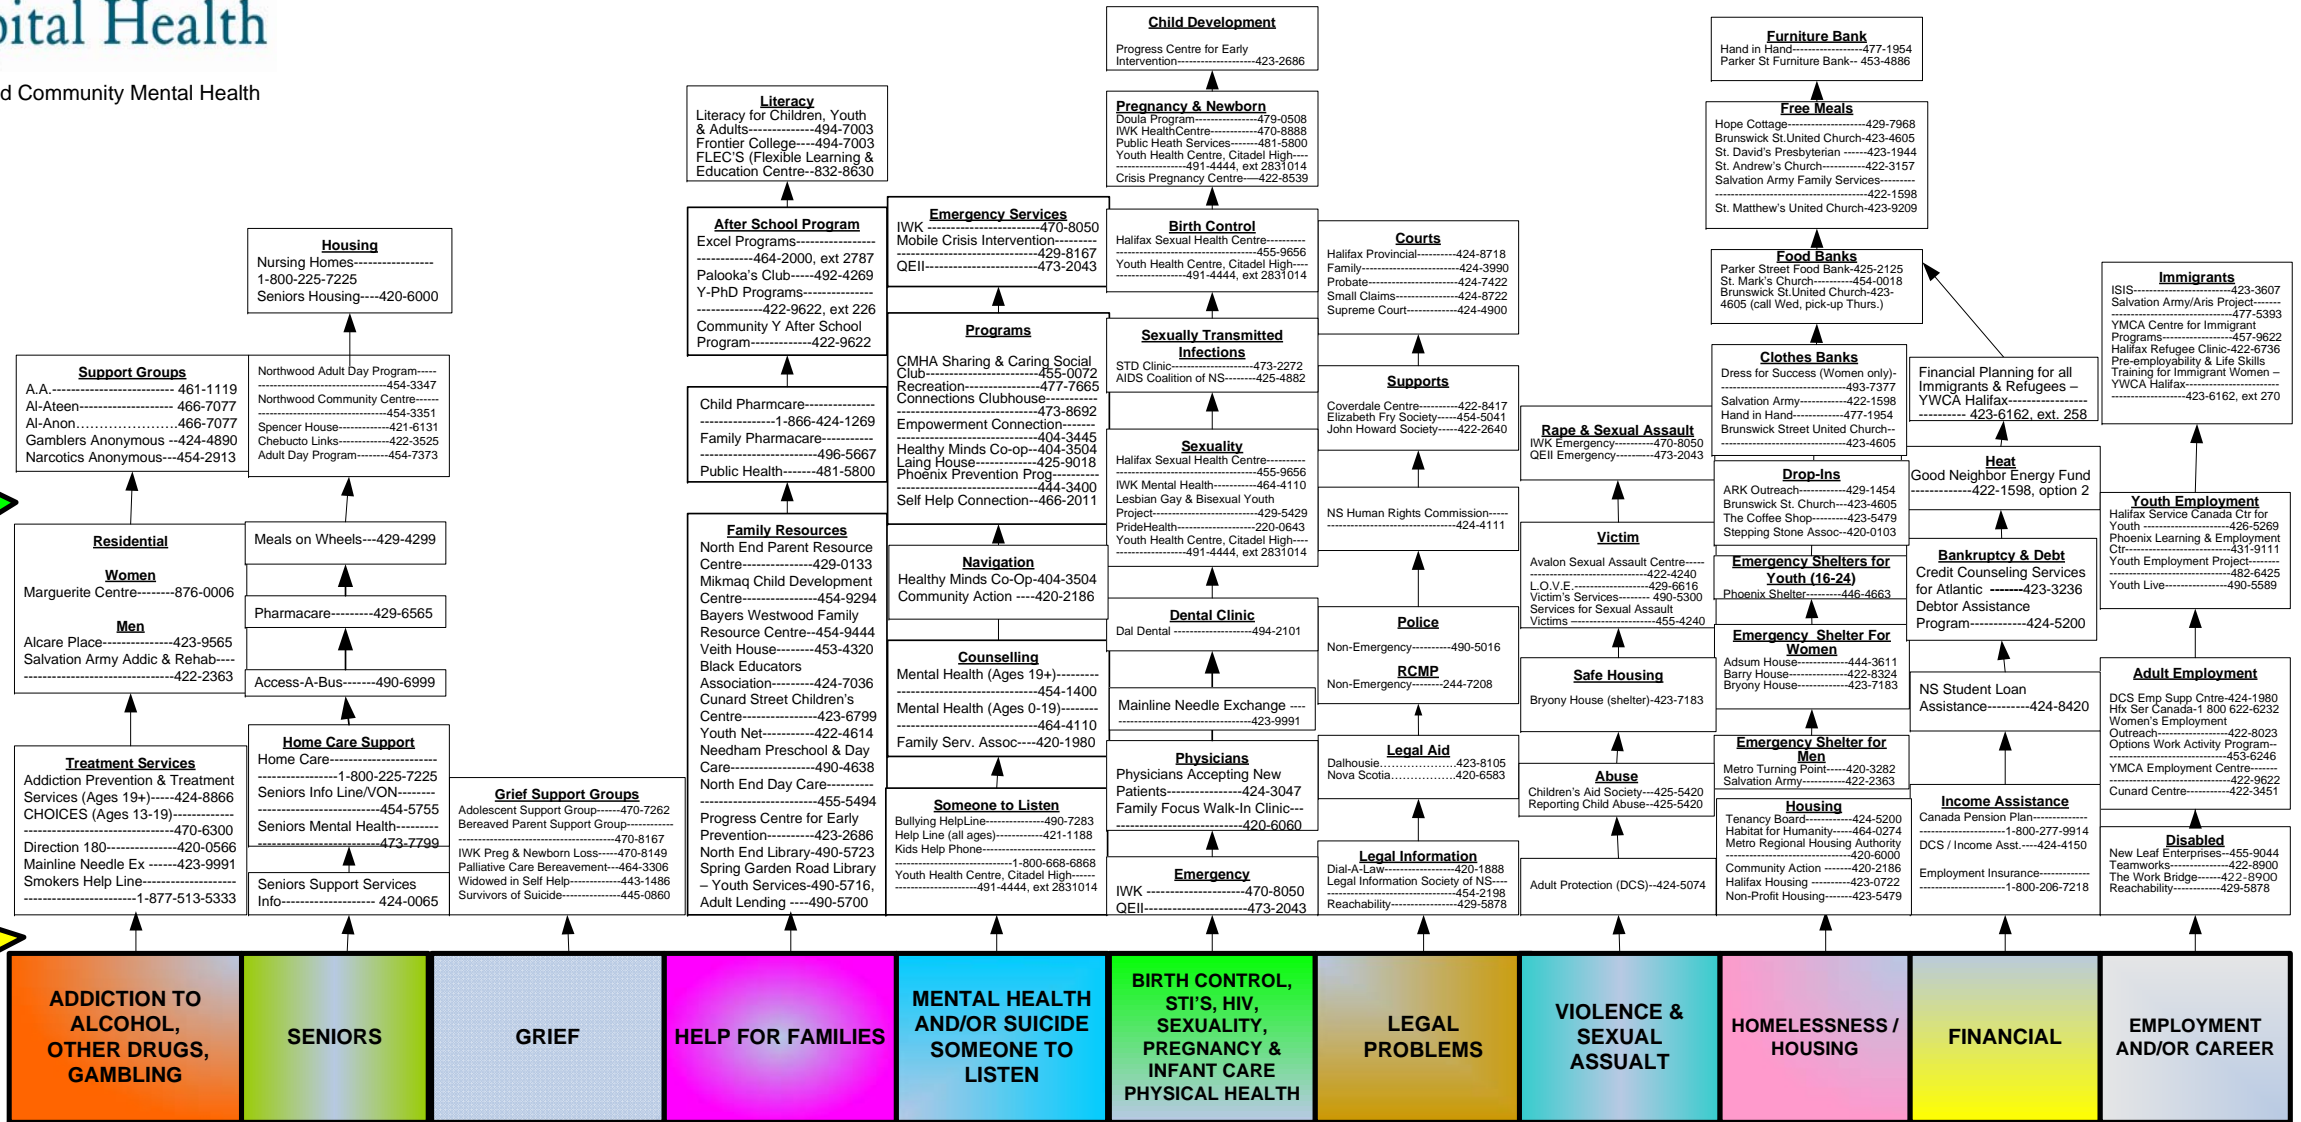 pital Health
d Community Mental Health
Support Groups
A.A.------------------------- 461-1119
Al-Ateen------------------- 466-7077
Al-Anon…………………466-7077
Gamblers Anonymous --424-4890
Narcotics Anonymous---454-2913
Residential
Women
Marguerite Centre-------876-0006
Men
Alcare Place---------------423-9565
Salvation Army Addic & Rehab----
-------------------------------422-2363
Treatment Services
Addiction Prevention & Treatment
Services (Ages 19+)-----424-8866
CHOICES (Ages 13-19)-------------
-------------------------------470-6300
Direction 180--------------420-0566
Mainline Needle Ex ------423-9991
Smokers Help Line--------------------
-----------------------------1-877-513-5333
ADDICTION TO
ALCOHOL,
OTHER DRUGS,
GAMBLING
Housing
Nursing Homes-----------------
1-800-225-7225
Seniors Housing----420-6000
Northwood Adult Day Program-----
-----------------------------454-3347
Northwood Community Centre------
-----------------------------454-3351
Spencer House-----------421-6131
Chebucto Links-----------422-3525
Adult Day Program--------454-7373
Meals on Wheels---429-4299
Pharmacare---------429-6565
Access-A-Bus-------490-6999
Home Care Support
Home Care-----------------------
-----------------1-800-225-7225
Seniors Info Line/VON--------
--------------------------454-5755
Seniors Mental Health---------
--------------------------473-7799
Seniors Support Services
Info-------------------- 424-0065
SENIORS
Grief Support Groups
Adolescent Support Group------470-7262
Bereaved Parent Support Group------------
----------------------------------------470-8167
IWK Preg & Newborn Loss-----470-8149
Palliative Care Bereavement---464-3306
Widowed in Self Help------------443-1486
Survivors of Suicide---------------445-0860
GRIEF
Literacy
Literacy for Children, Youth
& Adults--------------494-7003
Frontier College----494-7003
FLEC'S (Flexible Learning &
Education Centre--832-8630
After School Program
Excel Programs-----------------
------------464-2000, ext 2787
Palooka's Club-----492-4269
Y-PhD Programs---------------
--------------422-9622, ext 226
Community Y After School
Program-------------422-9622
Child Pharmcare---------------
----------------1-866-424-1269
Family Pharmacare-----------
-------------------------496-5667
Public Health-------481-5800
Family Resources
North End Parent Resource
Centre----------------429-0133
Mikmaq Child Development
Centre----------------454-9294
Bayers Westwood Family
Resource Centre--454-9444
Veith House--------453-4320
Black Educators
Association---------424-7036
Cunard Street Children's
Centre----------------423-6799
Youth Net-----------422-4614
Needham Preschool & Day
Care------------------490-4638
North End Day Care----------
-------------------------455-5494
Progress Centre for Early
Prevention----------423-2686
North End Library-490-5723
Spring Garden Road Library
– Youth Services-490-5716,
Adult Lending ----490-5700
HELP FOR FAMILIES
Emergency Services
IWK ------------------------470-8050
Mobile Crisis Intervention---------
------------------------------429-8167
QEII------------------------473-2043
Programs
CMHA Sharing & Caring Social
Club------------------------455-0072
Recreation----------------477-7665
Connections Clubhouse----------
------------------------------473-8692
Empowerment Connection-------
------------------------------404-3445
Healthy Minds Co-op--404-3504
Laing House-------------425-9018
Phoenix Prevention Prog---------
------------------------------444-3400
Self Help Connection--466-2011
Navigation
Healthy Minds Co-Op-404-3504
Community Action ----420-2186
Counselling
Mental Health (Ages 19+)---------
------------------------------454-1400
Mental Health (Ages 0-19)--------
------------------------------464-4110
Family Serv. Assoc----420-1980
Someone to Listen
Bullying HelpLine-----------490-7283
Help Line (all ages)-----------421-1188
Kids Help Phone---------------------
-----------------------------1-800-668-6868
Youth Health Centre, Citadel High------
--------------------491-4444, ext 2831014
MENTAL HEALTH
AND/OR SUICIDE
SOMEONE TO
LISTEN
Child Development
Progress Centre for Early
Intervention------------------423-2686
Pregnancy & Newborn
Doula Program---------------479-0508
IWK HealthCentre-----------470-8888
Public Heath Services-------481-5800
Youth Health Centre, Citadel High----
-----------------491-4444, ext 2831014
Crisis Pregnancy Centre-—422-8539
Birth Control
Halifax Sexual Health Centre---------
-----------------------------------455-9656
Youth Health Centre, Citadel High----
-----------------491-4444, ext 2831014
Sexually Transmitted
Infections
STD Clinic--------------------473-2272
AIDS Coalition of NS--------425-4882
Sexuality
Halifax Sexual Health Centre---------
-----------------------------------455-9656
IWK Mental Health----------464-4110
Lesbian Gay & Bisexual Youth
Project--------------------------429-5429
PrideHealth-------------------220-0643
Youth Health Centre, Citadel High----
-----------------491-4444, ext 2831014
Dental Clinic
Dal Dental -------------------494-2101
Mainline Needle Exchange ----
------------------------------423-9991
Physicians
Physicians Accepting New
Patients--------------424-3047
Family Focus Walk-In Clinic---
------------------------420-6060
Emergency
IWK ---------------------470-8050
QEII----------------------473-2043
BIRTH CONTROL,
STI'S, HIV,
SEXUALITY,
PREGNANCY &
INFANT CARE
PHYSICAL HEALTH
Courts
Halifax Provincial---------424-8718
Family-----------------------424-3990
Probate---------------------424-7422
Small Claims--------------424-8722
Supreme Court------------424-4900
Supports
Coverdale Centre---------422-8417
Elizabeth Fry Society----454-5041
John Howard Society-----422-2640
NS Human Rights Commission-----
-------------------------------424-4111
Police
Non-Emergency----------490-5016
RCMP
Non-Emergency--------244-7208
Legal Aid
Dalhousie………………..423-8105
Nova Scotia……………..420-6583
Legal Information
Dial-A-Law-----------------420-1888
Legal Information Society of NS----
-------------------------------454-2198
Reachability----------------429-5878
LEGAL
PROBLEMS
Rape & Sexual Assault
IWK Emergency---------470-8050
QEII Emergency--------473-2043
Victim
Avalon Sexual Assault Centre-----
----------------------------422-4240
L.O.V.E.------------------429-6616
Victim's Services-------- 490-5300
Services for Sexual Assault
Victims --------------------455-4240
Safe Housing
Bryony House (shelter)-423-7183
Abuse
Children's Aid Society---425-5420
Reporting Child Abuse--425-5420
Adult Protection (DCS)--424-5074
VIOLENCE &
SEXUAL
ASSUALT
Furniture Bank
Hand in Hand-----------------477-1954
Parker St Furniture Bank-- 453-4886
Free Meals
Hope Cottage-------------------429-7968
Brunswick St.United Church-423-4605
St. David's Presbyterian ------423-1944
St. Andrew's Church----------422-3157
Salvation Army Family Services---------
-------------------------------------422-1598
St. Matthew's United Church-423-9209
Food Banks
Parker Street Food Bank-425-2125
St. Mark's Church-------454-0018
Brunswick St.United Church-423-
4605 (call Wed, pick-up Thurs.)
Clothes Banks
Dress for Success (Women only)-
------------------------------493-7377
Salvation Army-----------422-1598
Hand in Hand-----------477-1954
Brunswick Street United Church--
------------------------------423-4605
Drop-Ins
ARK Outreach-----------429-1454
Brunswick St. Church---423-4605
The Coffee Shop--------423-5479
Stepping Stone Assoc--420-0103
Emergency Shelters for
Youth (16-24)
Phoenix Shelter---------446-4663
Emergency Shelter For
Women
Adsum House------------444-3611
Barry House--------------422-8324
Bryony House------------423-7183
Emergency Shelter for
Men
Metro Turning Point-----420-3282
Salvation Army----------422-2363
Housing
Tenancy Board-----------424-5200
Habitat for Humanity-----464-0274
Metro Regional Housing Authority
------------------------------420-6000
Community Action -------420-2186
Halifax Housing ---------423-0722
Non-Profit Housing-------423-5479
HOMELESSNESS /
HOUSING
Financial Planning for all
Immigrants & Refugees –
YWCA Halifax------------------
---------- 423-6162, ext. 258
Heat
Good Neighbor Energy Fund
------------422-1598, option 2
Bankruptcy & Debt
Credit Counseling Services
for Atlantic -------423-3236
Debtor Assistance
Program-----------424-5200
NS Student Loan
Assistance---------424-8420
Income Assistance
Canada Pension Plan--------------
---------------------1-800-277-9914
DCS / Income Asst.----424-4150
Employment Insurance-------------
---------------------1-800-206-7218
FINANCIAL
Immigrants
ISIS------------------------423-3607
Salvation Army/Aris Project-------
-----------------------------477-5393
YMCA Centre for Immigrant
Programs----------------457-9622
Halifax Refugee Clinic-422-6736
Pre-employability & Life Skills
Training for Immigrant Women –
YWCA Halifax-----------------------
-------------------------423-6162, ext 270
Youth Employment
Halifax Service Canada Ctr for
Youth ---------------------426-5269
Phoenix Learning & Employment
Ctr-------------------------431-9111
Youth Employment Project--------
----------------------------482-6425
Youth Live---------------490-5589
Adult Employment
DCS Emp Supp Cntre-424-1980
Hfx Ser Canada-1 800 622-6232
Women's Employment
Outreach----------------422-8023
Options Work Activity Program--
----------------------------453-6246
YMCA Employment Centre-------
----------------------------422-9622
Cunard Centre----------422-3451
Disabled
New Leaf Enterprises--455-9044
Teamworks--------------422-8900
The Work Bridge-------422-8900
Reachability-------------429-5878
EMPLOYMENT
AND/OR CAREER